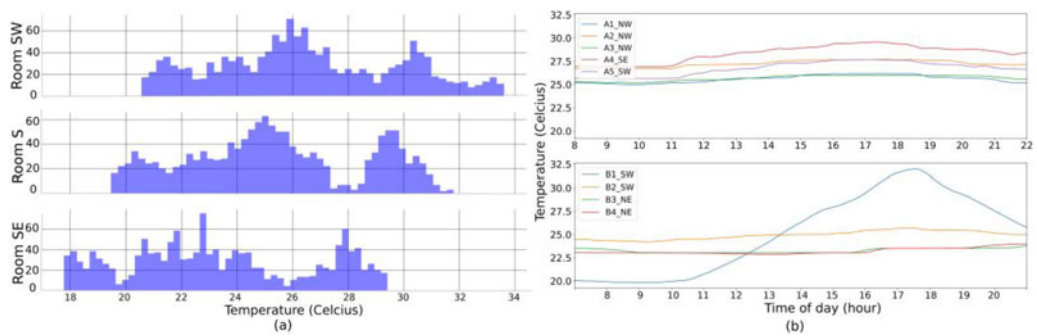 Room SW
60
40
20
0
Room S
60
40
20
0
Room SE
60
40
20
0
18 20 22 24 26 28 30 32 34
Temperature (Celcius)
(a)
Temperature (Celcius)
32.5
30.0
27.5
25.0
22.5
20.0
A1_NW
A2_NW
A3_NW
A4_SE
A5_SW
8 9 10 11 12 13 14 15 16 17 18 19 20 21 22
32.5
30.0
27.5
25.0
22.5
20.0
B1_SW
B2_SW
B3_NE
B4_NE
8 9 10 11 12 13 14 15 16 17 18 19 20
Time of day (hour)
(b)